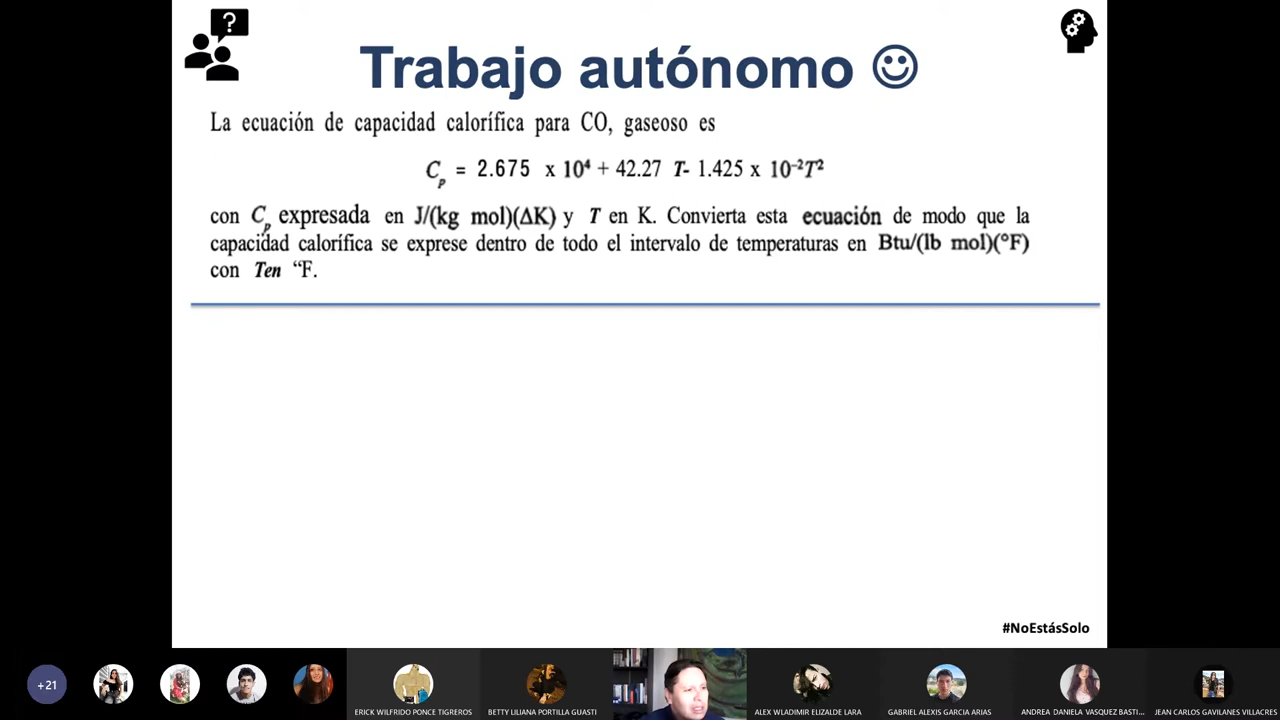 ?
Trabajo autónomo ☺
La ecuación de capacidad calorífica para CO, gaseoso es
Cp = 2.675 x 10⁴ + 42.27 T- 1.425 x 10⁻²T²
con Cp expresada en J/(kg mol)(ΔK) y T en K. Convierta esta ecuación de modo que la
capacidad calorífica se exprese dentro de todo el intervalo de temperaturas en Btu/(lb mol)(°F)
con Ten “F.
#NoEstásSolo
+21
ERICK WILFRIDO PONCE TIGREROS
BETTY LILIANA PORTILLA GUASTI
ALEX WLADIMIR ELIZALDE LARA
GABRIEL ALEXIS GARCIA ARIAS
ANDREA DANIELA VASQUEZ BASTI...
JEAN CARLOS GAVILANES VILLACRES